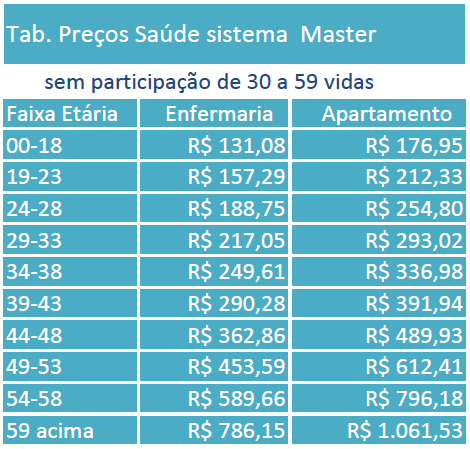 Tab. Preços Saúde sistema  Master
sem participação de 30 a 59 vidas
Faixa Etária Enfermaria Apartamento
00-18 R$ 131,08 R$ 176,95
19-23 R$ 157,29 R$ 212,33
24-28 R$ 188,75 R$ 254,80
29-33 R$ 217,05 R$ 293,02
34-38 R$ 249,61 R$ 336,98
39-43 R$ 290,28 R$ 391,94
44-48 R$ 362,86 R$ 489,93
49-53 R$ 453,59 R$ 612,41
54-58 R$ 589,66 R$ 796,18
59 acima R$ 786,15 R$ 1.061,53